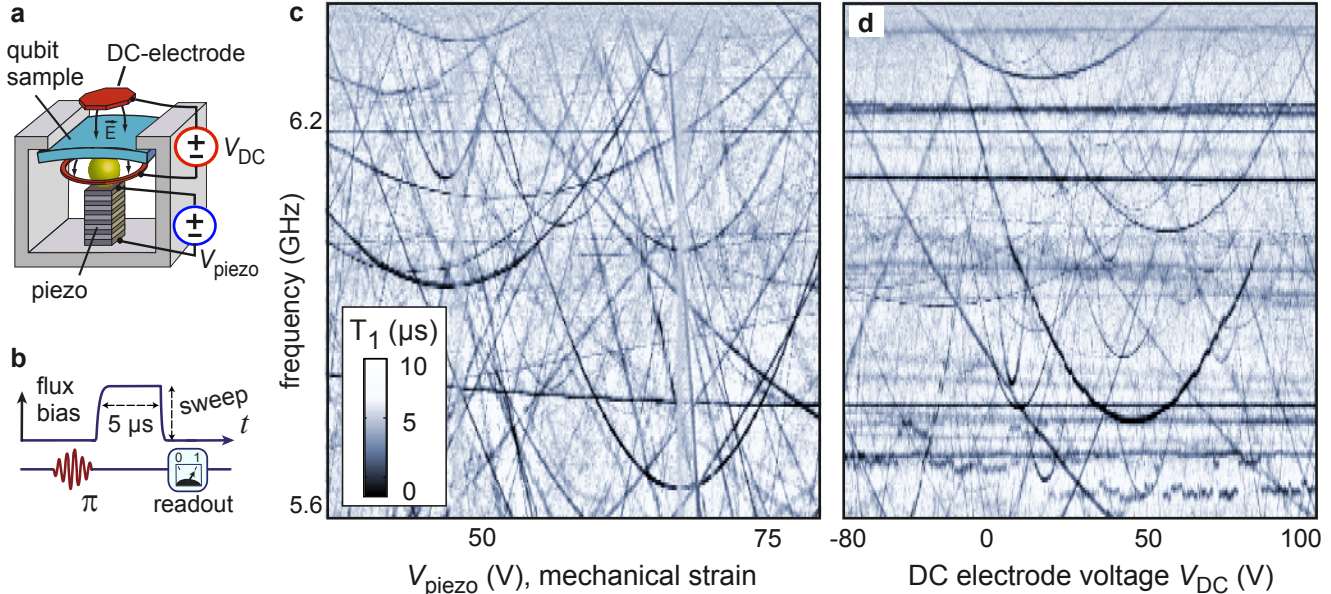 a
qubit
sample
DC-electrode
E
± V_DC
± V_piezo
piezo
b
flux
bias
5 µs
sweep
t
0 1
π
readout
c
frequency (GHz)
6.2
5.6
T₁ (µs)
10
5
0
50
75
V_piezo (V), mechanical strain
d
-80
0
50
100
DC electrode voltage V_DC (V)